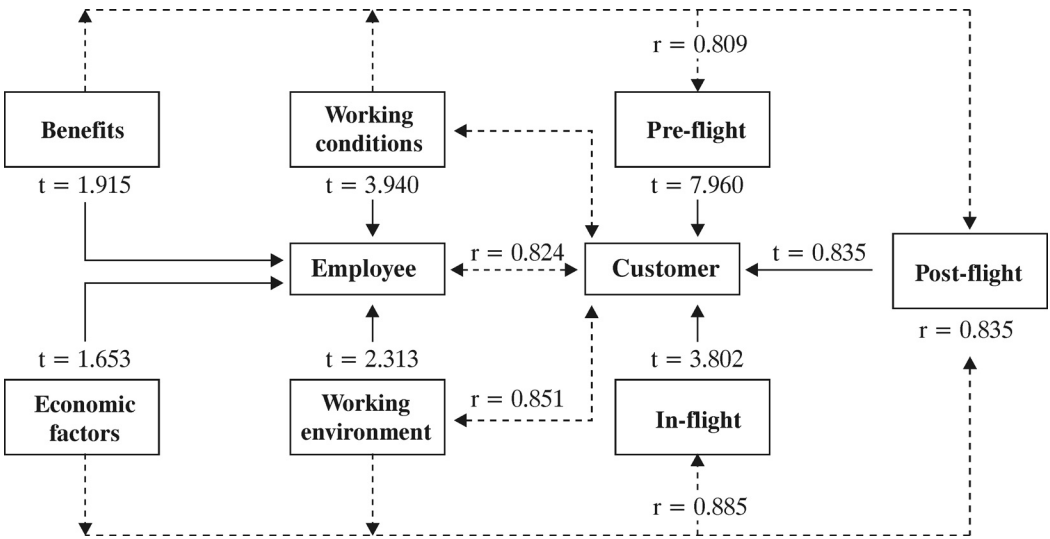 r = 0.809
Benefits
Working
conditions
Pre-flight
t = 1.915
t = 3.940
t = 7.960
Employee
r = 0.824
Customer
t = 0.835
Post-flight
r = 0.835
t = 1.653
t = 2.313
t = 3.802
Economic
factors
Working
environment
r = 0.851
In-flight
r = 0.885